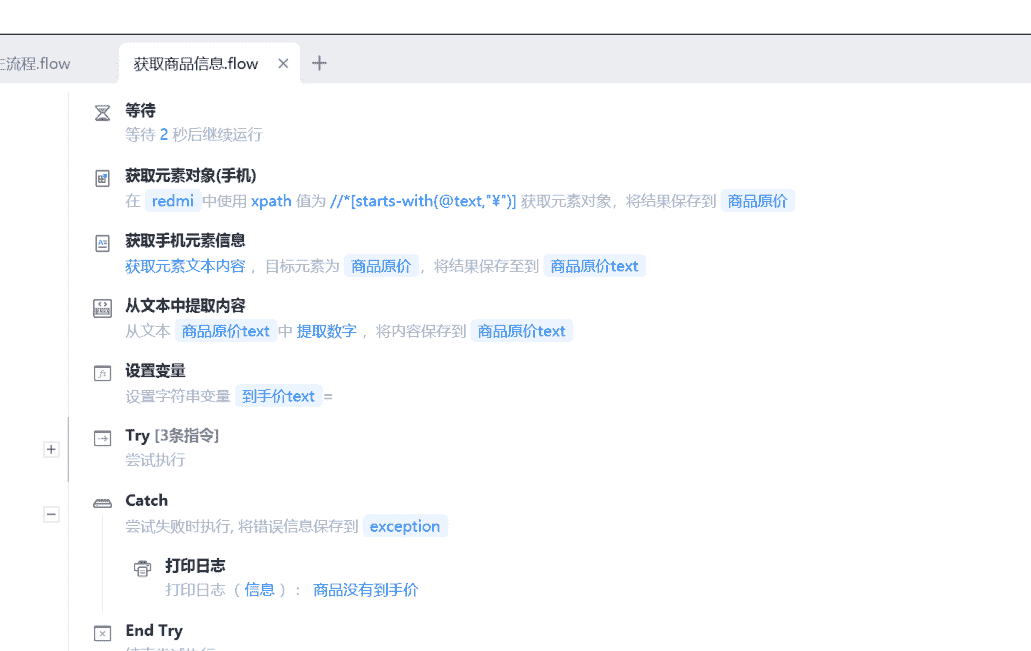 流程.flow
获取商品信息.flow
等待
等待 2 秒后继续运行
获取元素对象(手机)
在 redmi 中使用 xpath 值为 //*[starts-with(@text,"¥")] 获取元素对象，将结果保存到 商品原价
获取手机元素信息
获取元素文本内容 ，目标元素为 商品原价 ，将结果保存至到 商品原价text
从文本中提取内容
从文本 商品原价text 中 提取数字 ，将内容保存到 商品原价text
设置变量
设置字符串变量 到手价text =
Try [3条指令]
尝试执行
Catch
尝试失败时执行, 将错误信息保存到 exception
打印日志
打印日志（信息）： 商品没有到手价
End Try